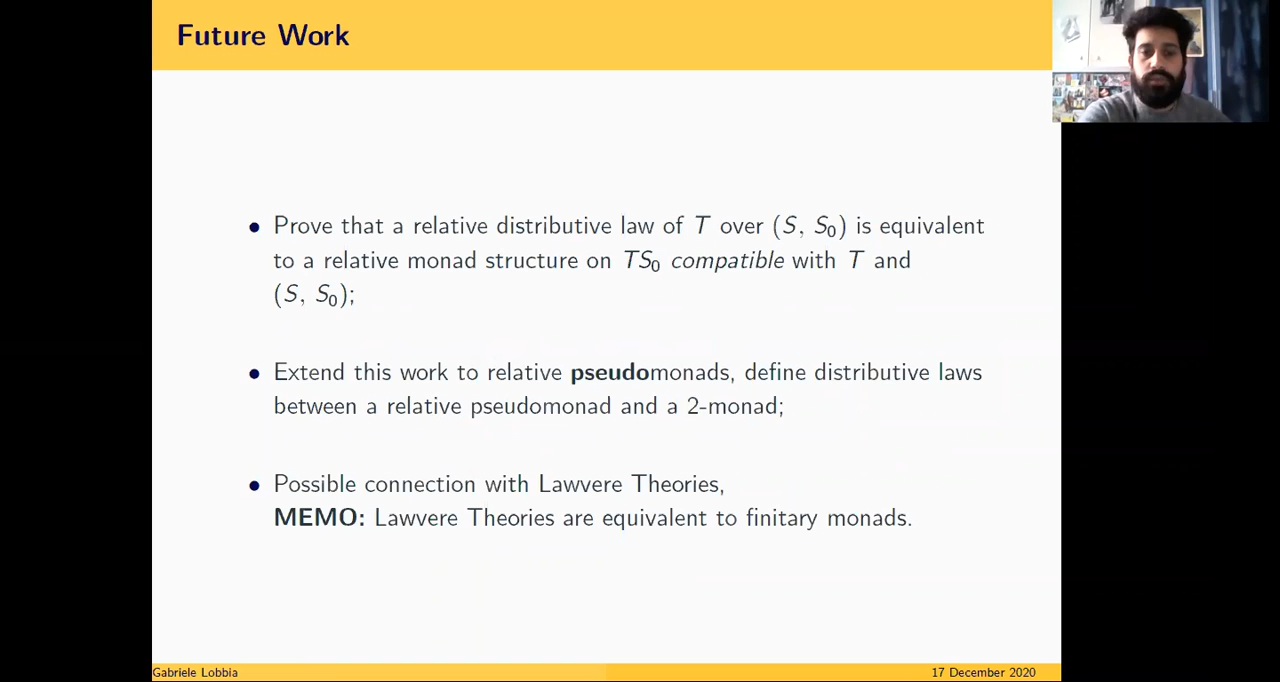 Future Work
• Prove that a relative distributive law of T over (S, S₀) is equivalent
to a relative monad structure on TS₀ compatible with T and
(S, S₀);
• Extend this work to relative pseudomonads, define distributive laws
between a relative pseudomonad and a 2-monad;
• Possible connection with Lawvere Theories,
MEMO: Lawvere Theories are equivalent to finitary monads.
Gabriele Lobbia
17 December 2020